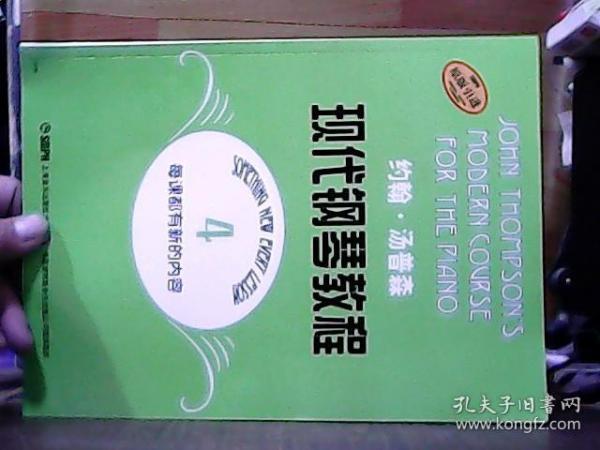 JOHN THOMPSON'S
MODERN COURSE
FOR THE PIANO
约翰·汤普森
现代钢琴教程
SOMETHING NEW EVERY LESSON
4
每课都有新的内容
SMPH
孔夫子旧書网
www.kongfz.com